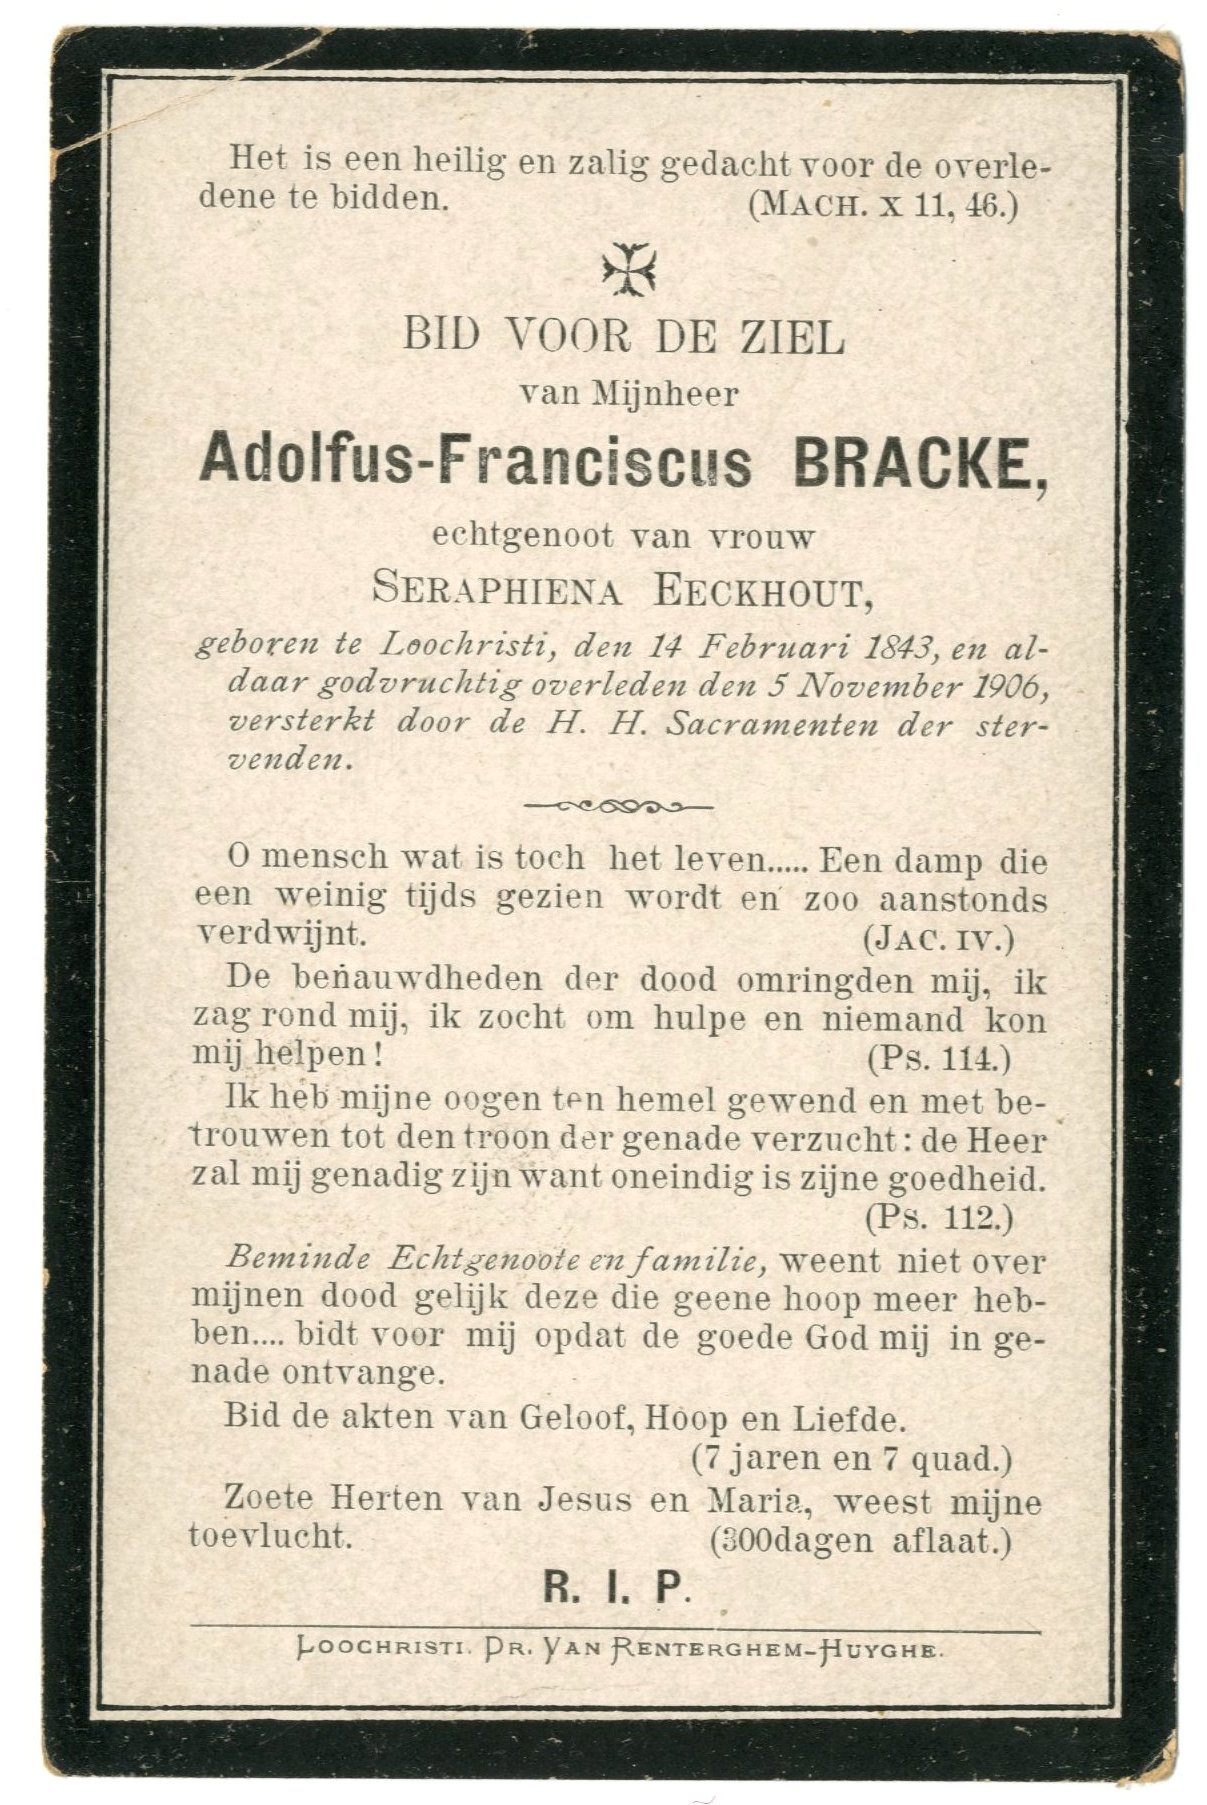 Het is een heilig en zalig gedacht voor de overle-
dene te bidden. (MACH. X 11, 46.)
BID VOOR DE ZIEL
van Mijnheer
Adolfus-Franciscus BRACKE,
echtgenoot van vrouw
SERAPHIENA EECKHOUT,
geboren te Loochristi, den 14 Februari 1843, en al-
daar godvruchtig overleden den 5 November 1906,
versterkt door de H. H. Sacramenten der ster-
venden.
O mensch wat is toch het leven..... Een damp die
een weinig tijds gezien wordt en zoo aanstonds
verdwijnt. (JAC. IV.)
De benauwdheden der dood omringden mij, ik
zag rond mij, ik zocht om hulpe en niemand kon
mij helpen! (Ps. 114.)
Ik heb mijne oogen ten hemel gewend en met be-
trouwen tot den troon der genade verzucht: de Heer
zal mij genadig zijn want oneindig is zijne goedheid.
(Ps. 112.)
Beminde Echtgenoote en familie, weent niet over
mijnen dood gelijk deze die geene hoop meer heb-
ben.... bidt voor mij opdat de goede God mij in ge-
nade ontvange.
Bid de akten van Geloof, Hoop en Liefde.
(7 jaren en 7 quad.)
Zoete Herten van Jesus en Maria, weest mijne
toevlucht. (300dagen aflaat.)
R. I. P.
LOOCHRISTI. DR. VAN RENTERGHEM-HUYGHE.